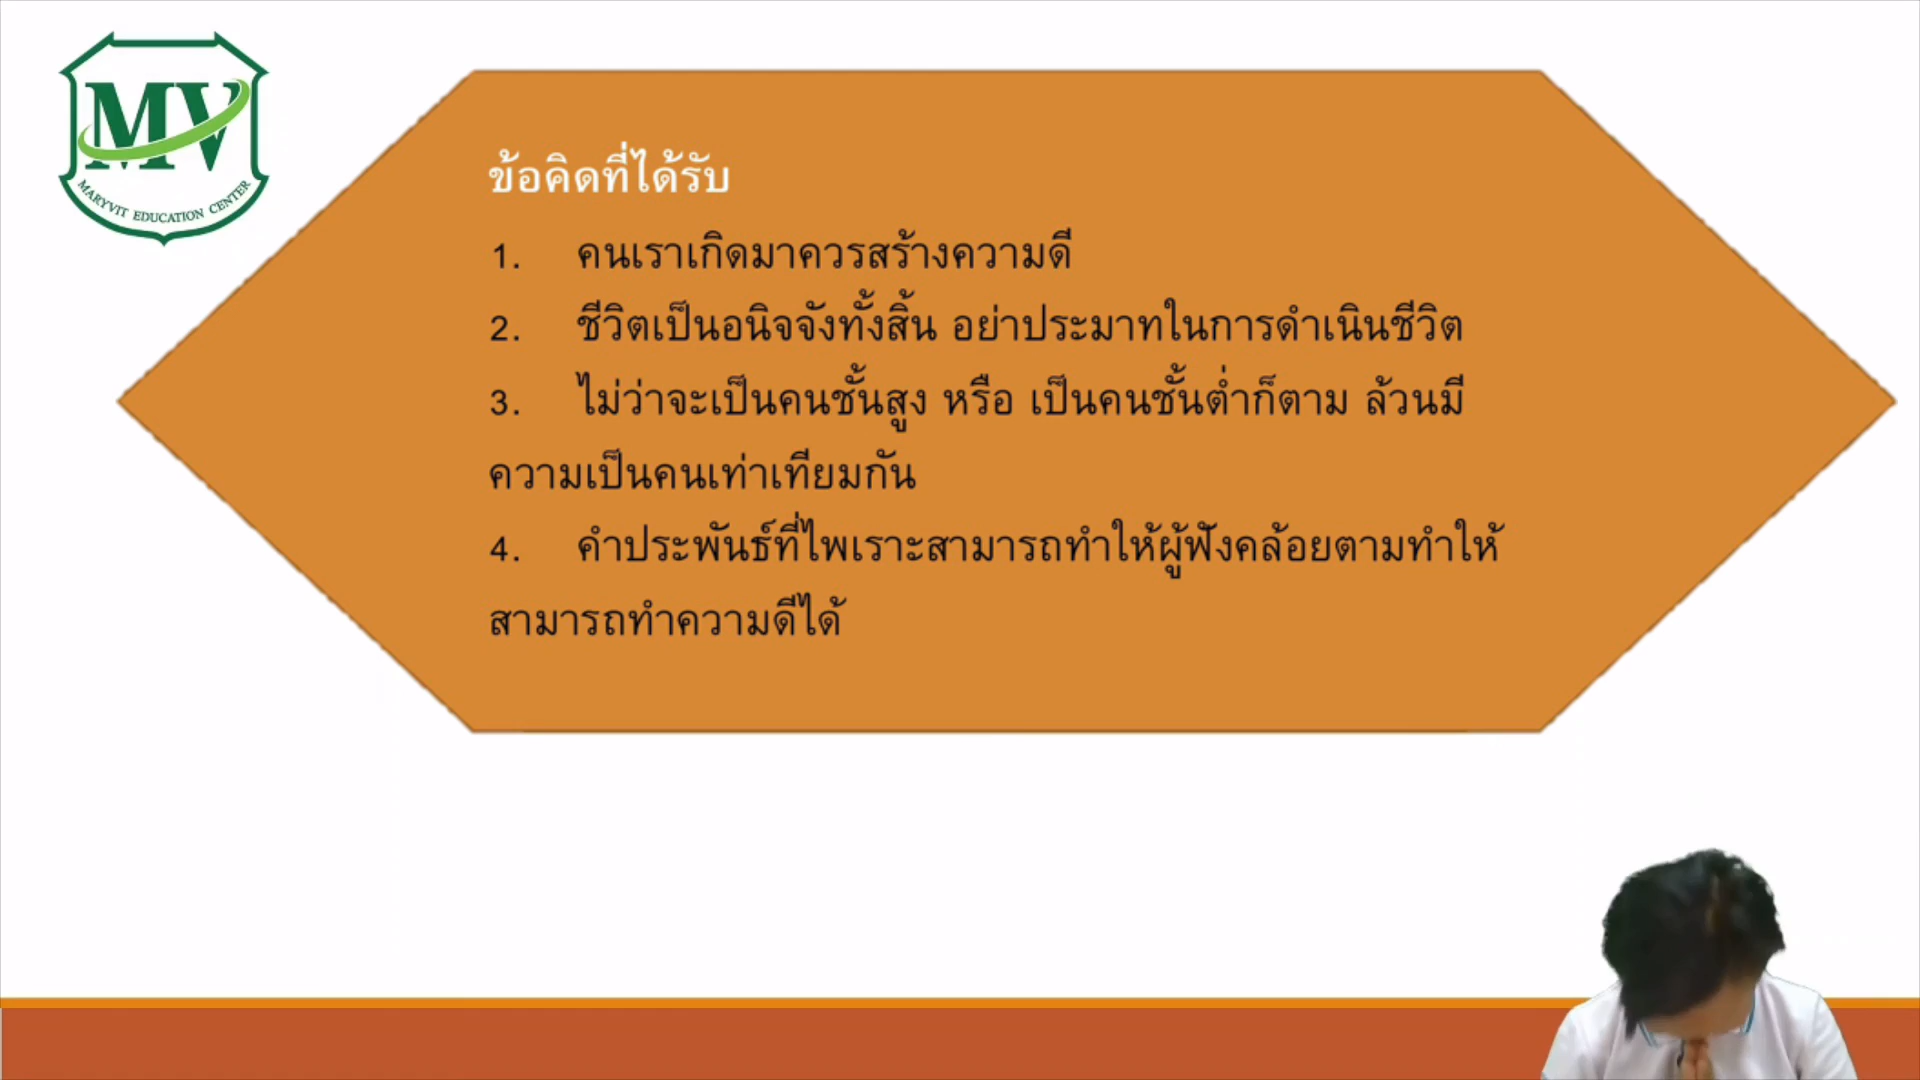 MV
MARYVIT EDUCATION CENTER
ข้อคิดที่ได้รับ
1. คนเราเกิดมาควรสร้างความดี
2. ชีวิตเป็นอนิจจังทั้งสิ้น อย่าประมาทในการดำเนินชีวิต
3. ไม่ว่าจะเป็นคนชั้นสูง หรือ เป็นคนชั้นต่ำก็ตาม ล้วนมี
ความเป็นคนเท่าเทียมกัน
4. คำประพันธ์ที่ไพเราะสามารถทำให้ผู้ฟังคล้อยตามทำให้
สามารถทำความดีได้